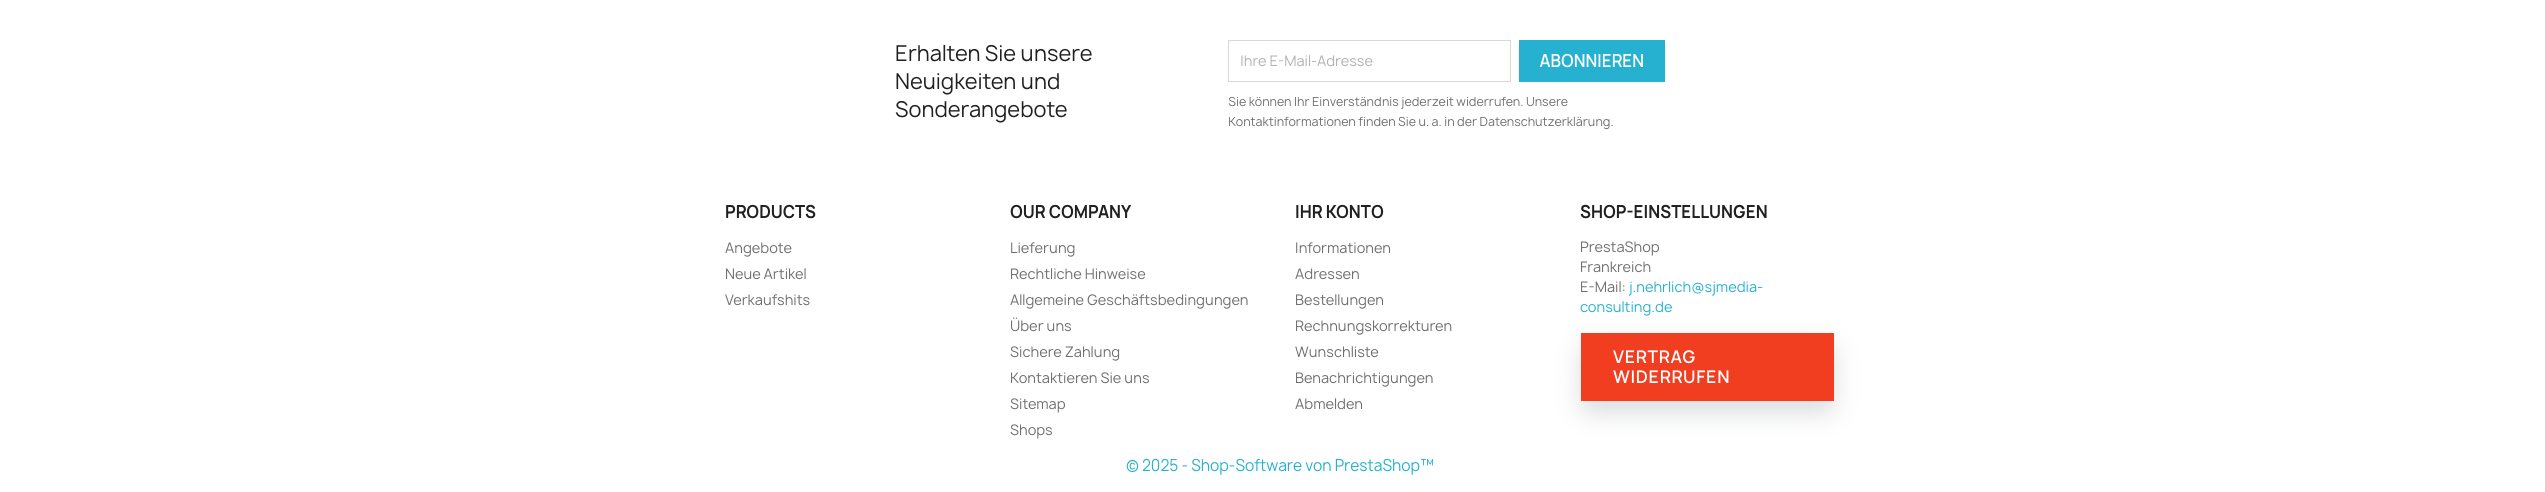 Erhalten Sie unsere
Neuigkeiten und
Sonderangebote
Ihre E-Mail-Adresse
ABONNIEREN
Sie können Ihr Einverständnis jederzeit widerrufen. Unsere
Kontaktinformationen finden Sie u. a. in der Datenschutzerklärung.
PRODUCTS
Angebote
Neue Artikel
Verkaufshits
OUR COMPANY
Lieferung
Rechtliche Hinweise
Allgemeine Geschäftsbedingungen
Über uns
Sichere Zahlung
Kontaktieren Sie uns
Sitemap
Shops
IHR KONTO
Informationen
Adressen
Bestellungen
Rechnungskorrekturen
Wunschliste
Benachrichtigungen
Abmelden
SHOP-EINSTELLUNGEN
PrestaShop
Frankreich
E-Mail: j.nehrlich@sjmedia-
consulting.de
VERTRAG
WIDERRUFEN
© 2025 - Shop-Software von PrestaShop™